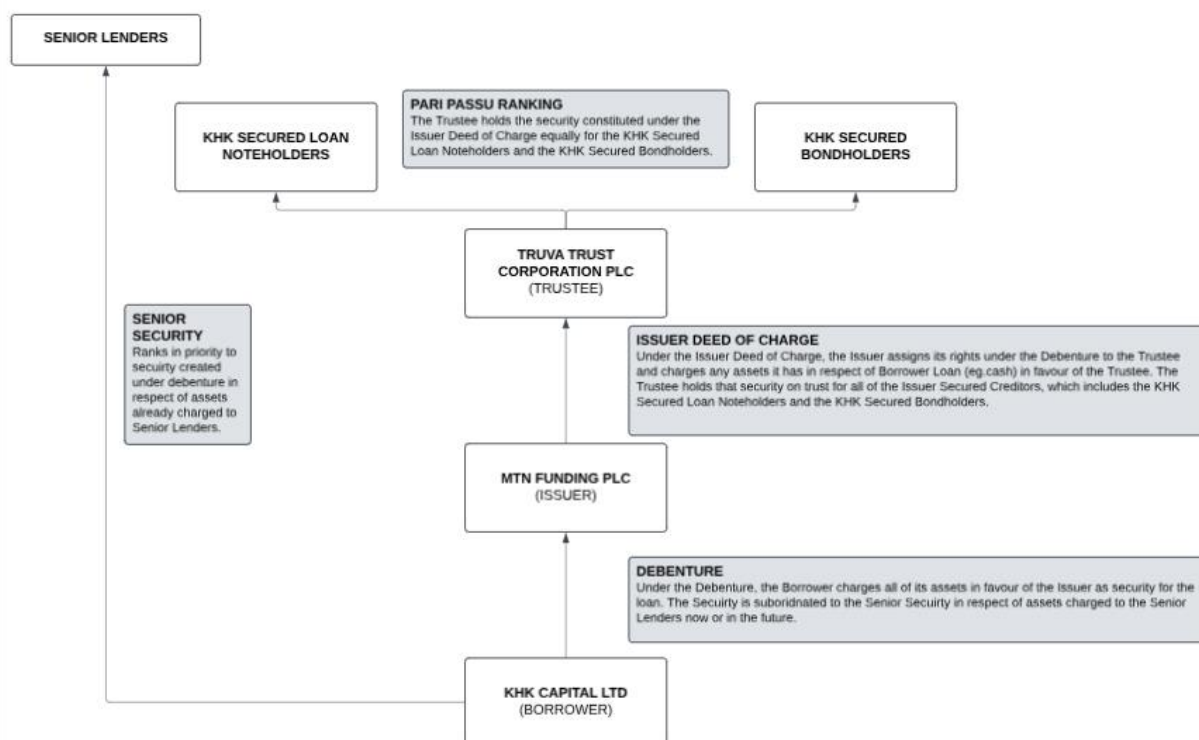 SENIOR LENDERS
KHK SECURED LOAN
NOTEHOLDERS
PARI PASSU RANKING
The Trustee holds the security constituted under the
Issuer Deed of Charge equally for the KHK Secured
Loan Noteholders and the KHK Secured Bondholders.
KHK SECURED
BONDHOLDERS
TRUVA TRUST
CORPORATION PLC
(TRUSTEE)
SENIOR
SECURITY
Ranks in priority to
secuirty created
under debenture in
respect of assets
already charged to
Senior Lenders.
ISSUER DEED OF CHARGE
Under the Issuer Deed of Charge, the Issuer assigns its rights under the Debenture to the Trustee
and charges any assets it has in respect of Borrower Loan (eg.cash) in favour of the Trustee. The
Trustee holds that security on trust for all of the Issuer Secured Creditors, which includes the KHK
Secured Loan Noteholders and the KHK Secured Bondholders.
MTN FUNDING PLC
(ISSUER)
DEBENTURE
Under the Debenture, the Borrower charges all of its assets in favour of the Issuer as security for the
loan. The Secuirty is suboridnated to the Senior Secuirty in respect of assets charged to the Senior
Lenders now or in the future.
KHK CAPITAL LTD
(BORROWER)